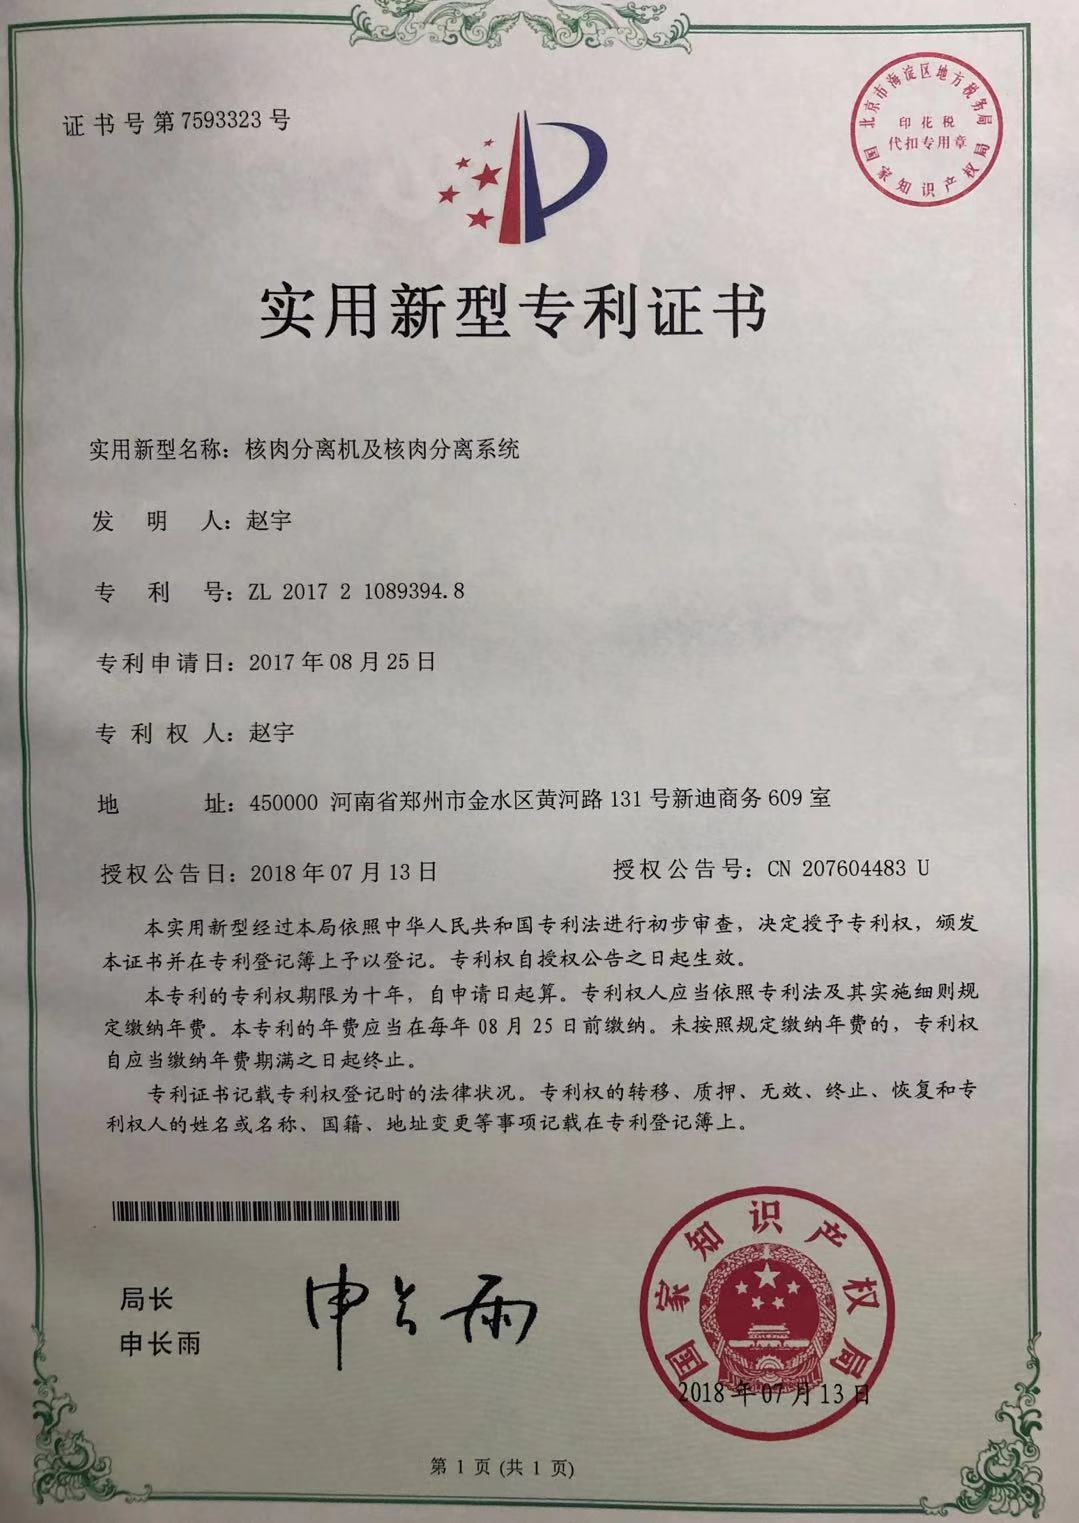 证书号第7593323号
北京市海淀区地方税务局
印花税
代扣专用章
国家知识产权局
实用新型专利证书
实用新型名称：核肉分离机及核肉分离系统
发明人：赵宇
专利号：ZL 2017 2 1089394.8
专利申请日：2017年08月25日
专利权人：赵宇
地址：450000 河南省郑州市金水区黄河路131号新迪商务609室
授权公告日：2018年07月13日 授权公告号：CN 207604483 U
本实用新型经过本局依照中华人民共和国专利法进行初步审查，决定授予专利权，颁发
本证书并在专利登记簿上予以登记。专利权自授权公告之日起生效。
本专利的专利权期限为十年，自申请日起算。专利权人应当依照专利法及其实施细则规
定缴纳年费。本专利的年费应当在每年08月25日前缴纳。未按照规定缴纳年费的，专利权
自应当缴纳年费期满之日起终止。
专利证书记载专利权登记时的法律状况。专利权的转移、质押、无效、终止、恢复和专
利权人的姓名或名称、国籍、地址变更等事项记载在专利登记簿上。
局长
申长雨
申长雨
国家知识产权局
2018年07月13日
第1页(共1页)